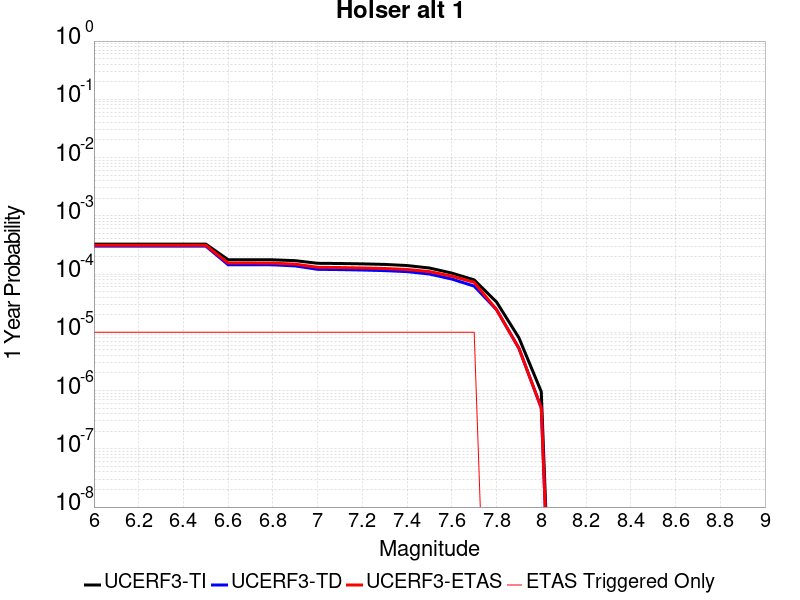 Holser alt 1
10^0
10^-1
10^-2
10^-3
10^-4
10^-5
10^-6
10^-7
10^-8
1 Year Probability
6 6.2 6.4 6.6 6.8 7 7.2 7.4 7.6 7.8 8 8.2 8.4 8.6 8.8 9
Magnitude
UCERF3-TI UCERF3-TD UCERF3-ETAS ETAS Triggered Only